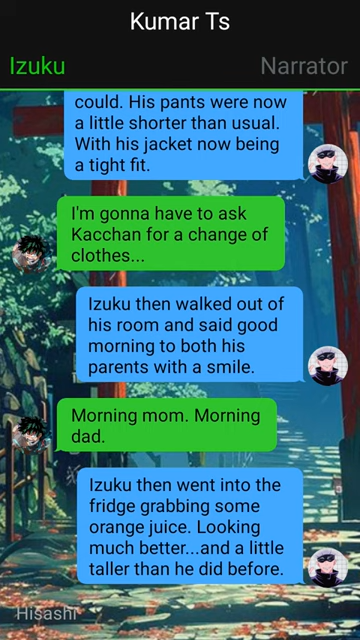 Kumar Ts
Izuku
Narrator
could. His pants were now
a little shorter than usual.
With his jacket now being
a tight fit.
I'm gonna have to ask
Kacchan for a change of
clothes...
Izuku then walked out of
his room and said good
morning to both his
parents with a smile.
Morning mom. Morning
dad.
Izuku then went into the
fridge grabbing some
orange juice. Looking
much better...and a little
taller than he did before.
Hisashi